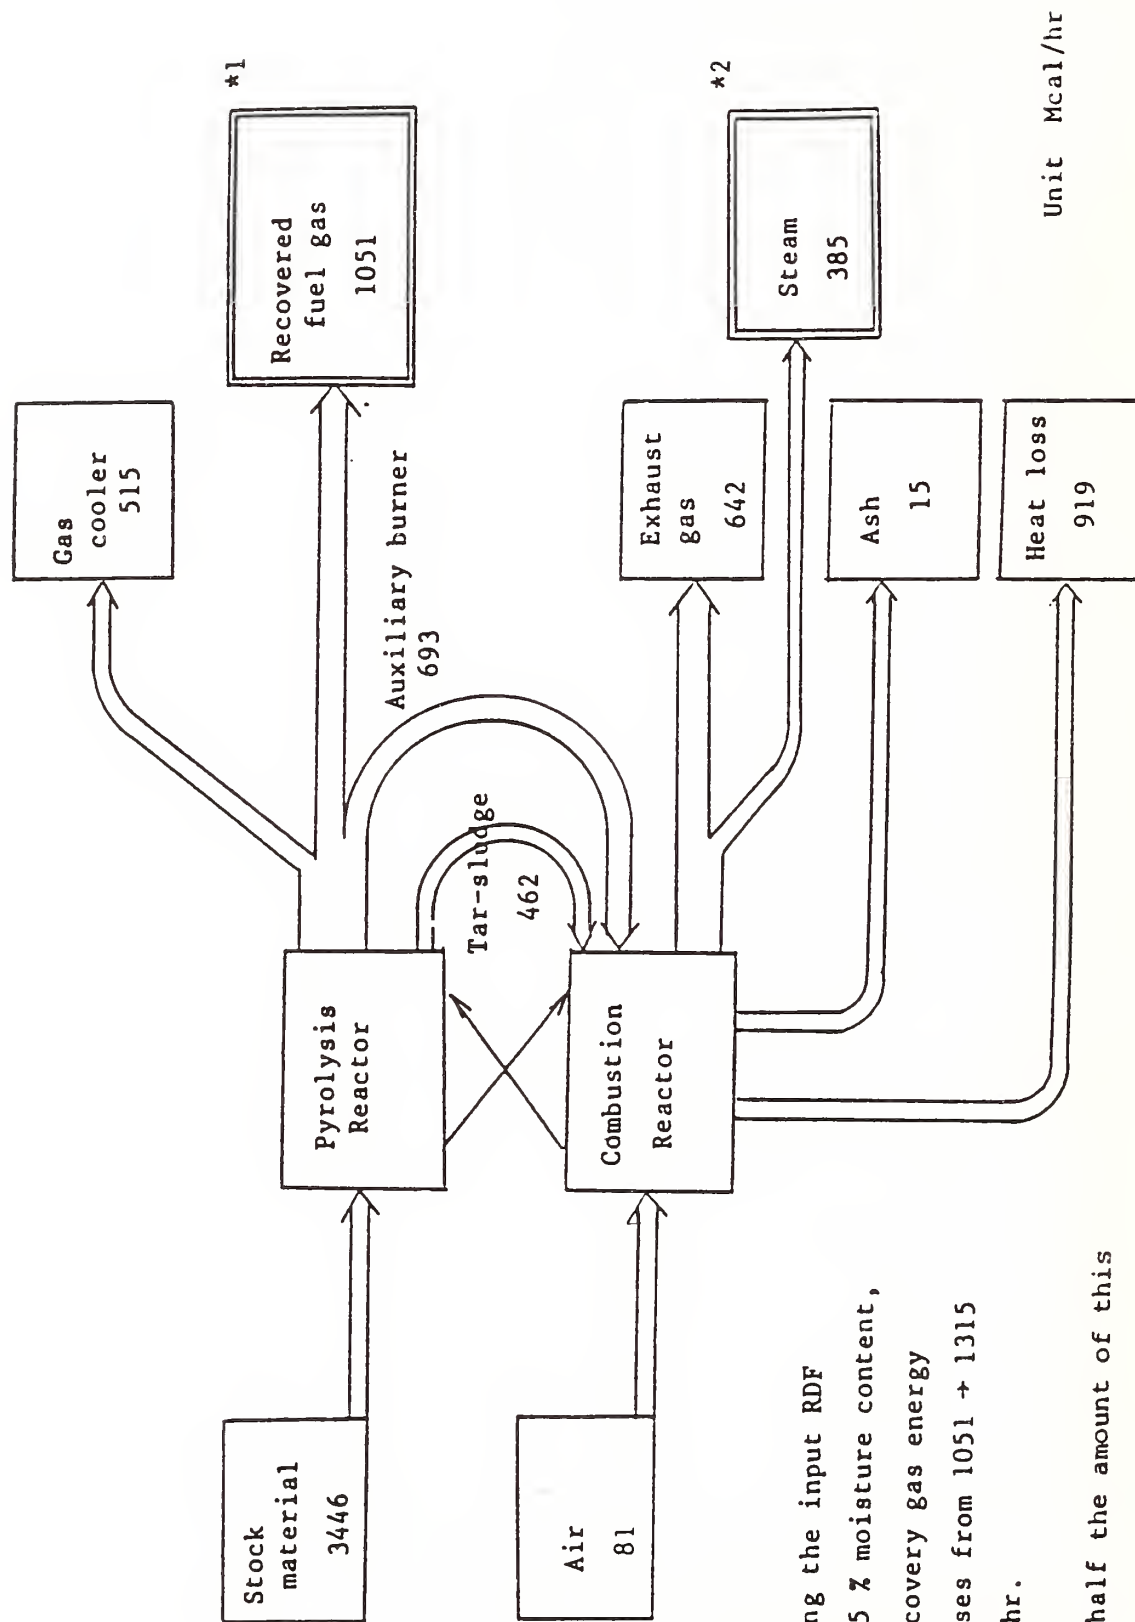 Stock
material
3446
Air
81
Pyrolysis
Reactor
Combustion
Reactor
Tar-sludge
462
Auxiliary burner
693
Gas
cooler
515
Recovered
fuel gas
1051
*1
Exhaust
gas
642
Steam
385
*2
Ash
15
Heat loss
919
Unit Mcal/hr
ng the input RDF
5 % moisture content,
covery gas energy
ses from 1051 → 1315
hr.
half the amount of this